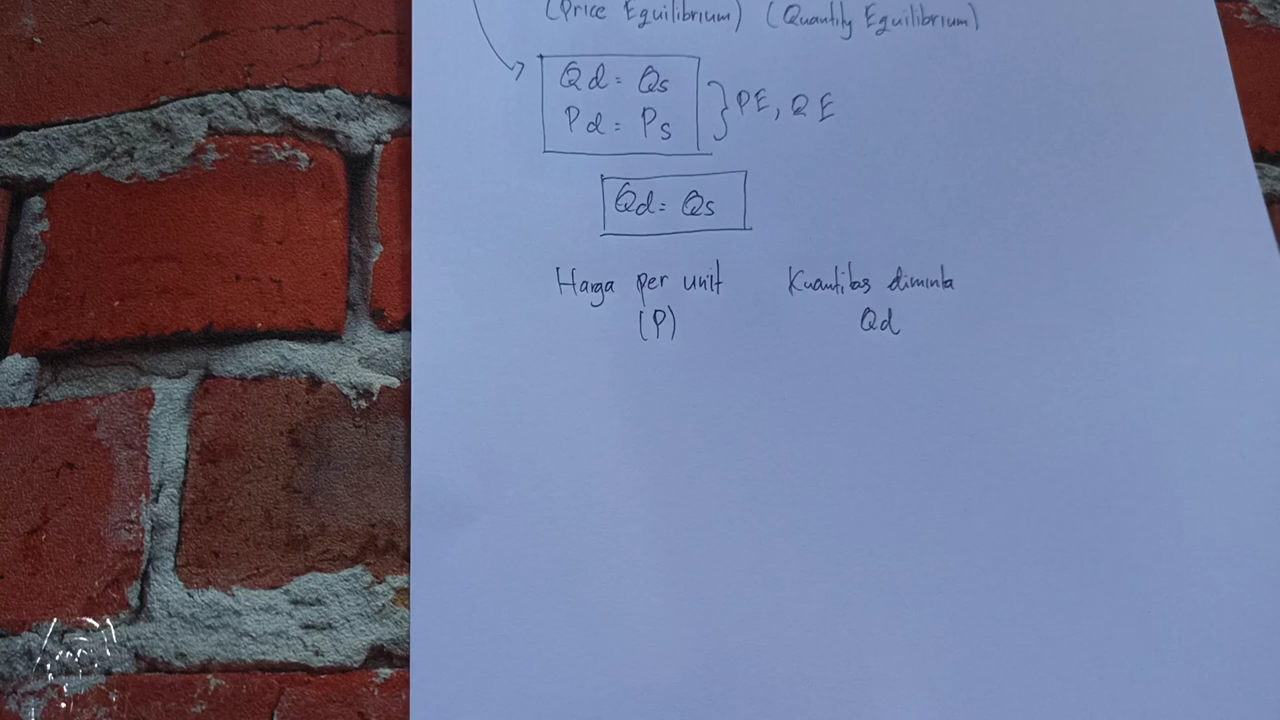 (Price Equilibrium) (Quantity Equilibrium)
Qd = Qs
Pd = Ps
} PE, QE
Qd = Qs
Harga per unit
(P)
Kuantitas diminta
Qd